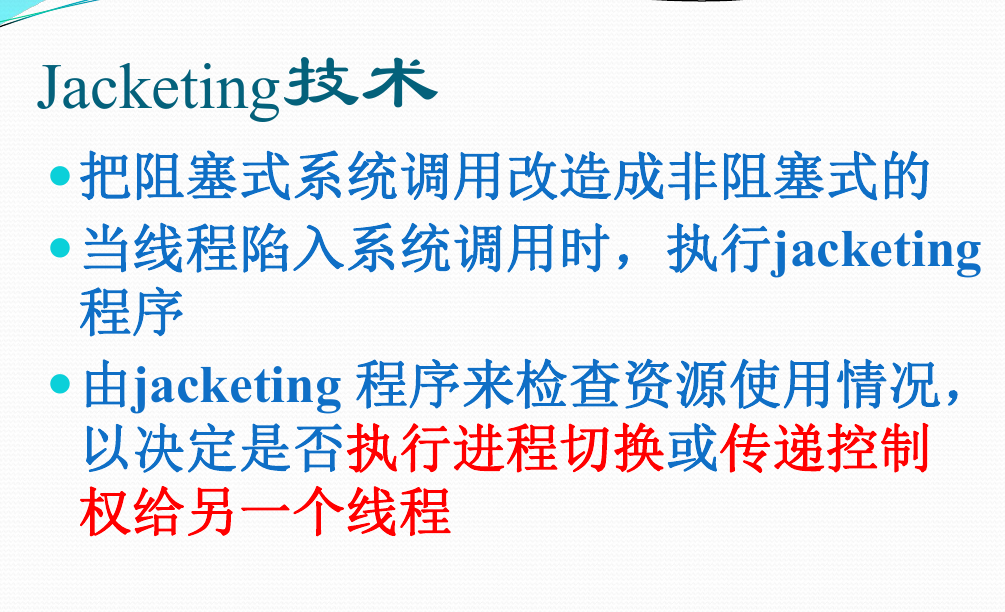 Jacketing技术
把阻塞式系统调用改造成非阻塞式的
当线程陷入系统调用时，执行jacketing
程序
由jacketing 程序来检查资源使用情况，
以决定是否执行进程切换或传递控制
权给另一个线程